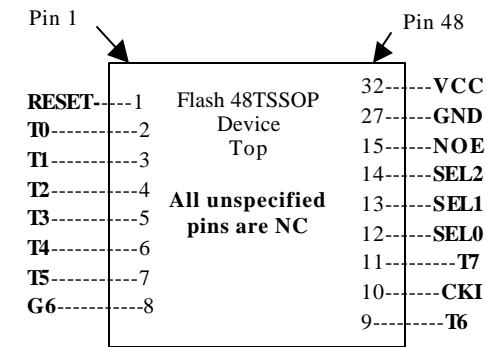 Pin 1
Pin 48
RESET-----1
T0---------2
T1---------3
T2---------4
T3---------5
T4---------6
T5---------7
G6---------8
Flash 48TSSOP
Device
Top
All unspecified
pins are NC
32------VCC
27------GND
15------NOE
14------SEL2
13------SEL1
12------SEL0
11---------T7
10------CKI
9---------T6